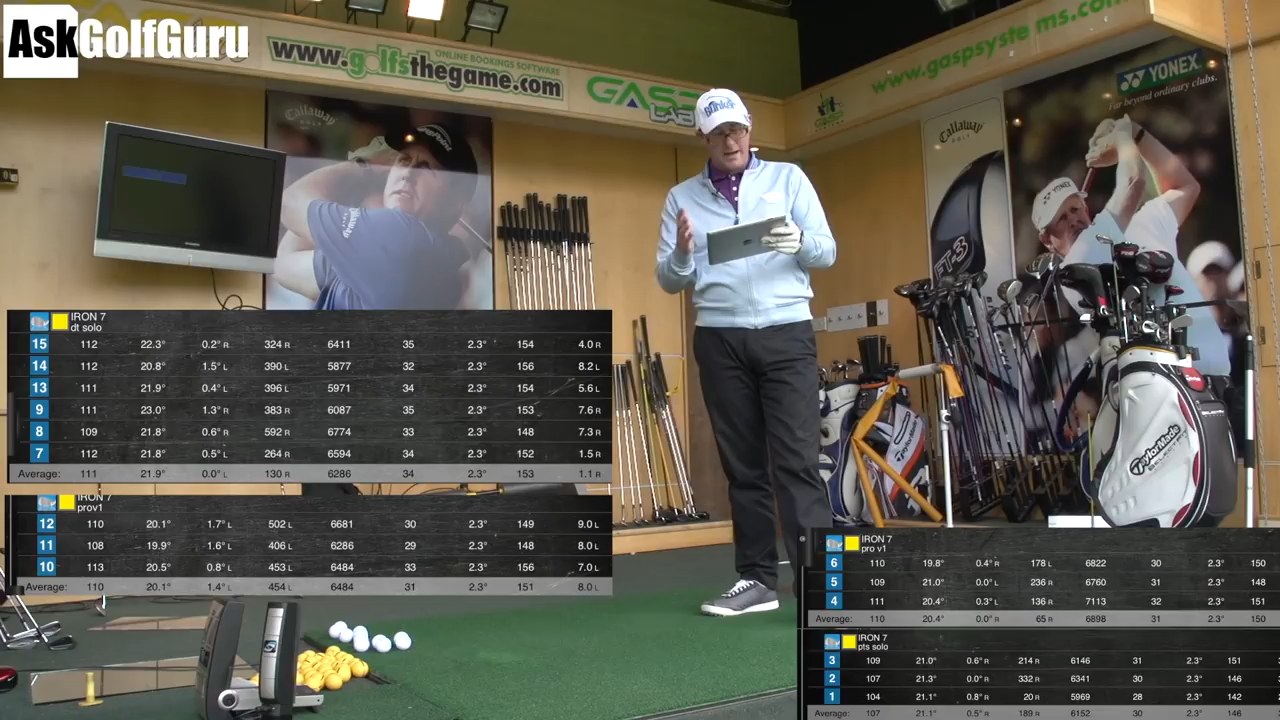 AskGolfGuru
www.golfsthegame.com
ONLINE BOOKINGS SOFTWARE
GASP
LAB
www.gaspsystems.com
YONEX
Far beyond ordinary clubs.
Callaway
GOLF
Callaway
GOLF
YONEX
FT-3
TaylorMade
TaylorMade
IRON 7
dt solo
15 112 22.3° 0.2° R 324 R 6411 35 2.3° 154 4.0 R
14 112 20.8° 1.5° L 390 L 5877 32 2.3° 156 8.2 L
13 111 21.9° 0.4° L 396 L 5971 34 2.3° 154 5.6 L
9 111 23.0° 1.3° R 383 R 6087 35 2.3° 153 7.6 R
8 109 21.8° 0.6° R 592 R 6774 33 2.3° 148 7.3 R
7 112 21.8° 0.5° L 264 R 6594 34 2.3° 152 1.5 R
Average: 111 21.9° 0.0° L 130 R 6286 34 2.3° 153 1.1 R
IRON 7
prov1
12 110 20.1° 1.7° L 502 L 6681 30 2.3° 149 9.0 L
11 108 19.9° 1.6° L 406 L 6286 29 2.3° 148 8.0 L
10 113 20.5° 0.8° L 453 L 6484 33 2.3° 156 7.0 L
Average: 110 20.1° 1.4° L 454 L 6484 31 2.3° 151 8.0 L
IRON 7
pro v1
6 110 19.8° 0.4° R 178 L 6822 30 2.3° 150
5 109 21.0° 0.0° L 236 R 6760 31 2.3° 148
4 111 20.4° 0.3° L 136 R 7113 32 2.3° 151
Average: 110 20.4° 0.0° R 65 R 6898 31 2.3° 150
IRON 7
pts solo
3 109 21.0° 0.6° R 214 R 6146 31 2.3° 151
2 107 21.3° 0.0° R 332 R 6341 30 2.3° 146
1 104 21.1° 0.8° R 20 R 5969 28 2.3° 142
Average: 107 21.1° 0.5° R 189 R 6152 30 2.3° 146